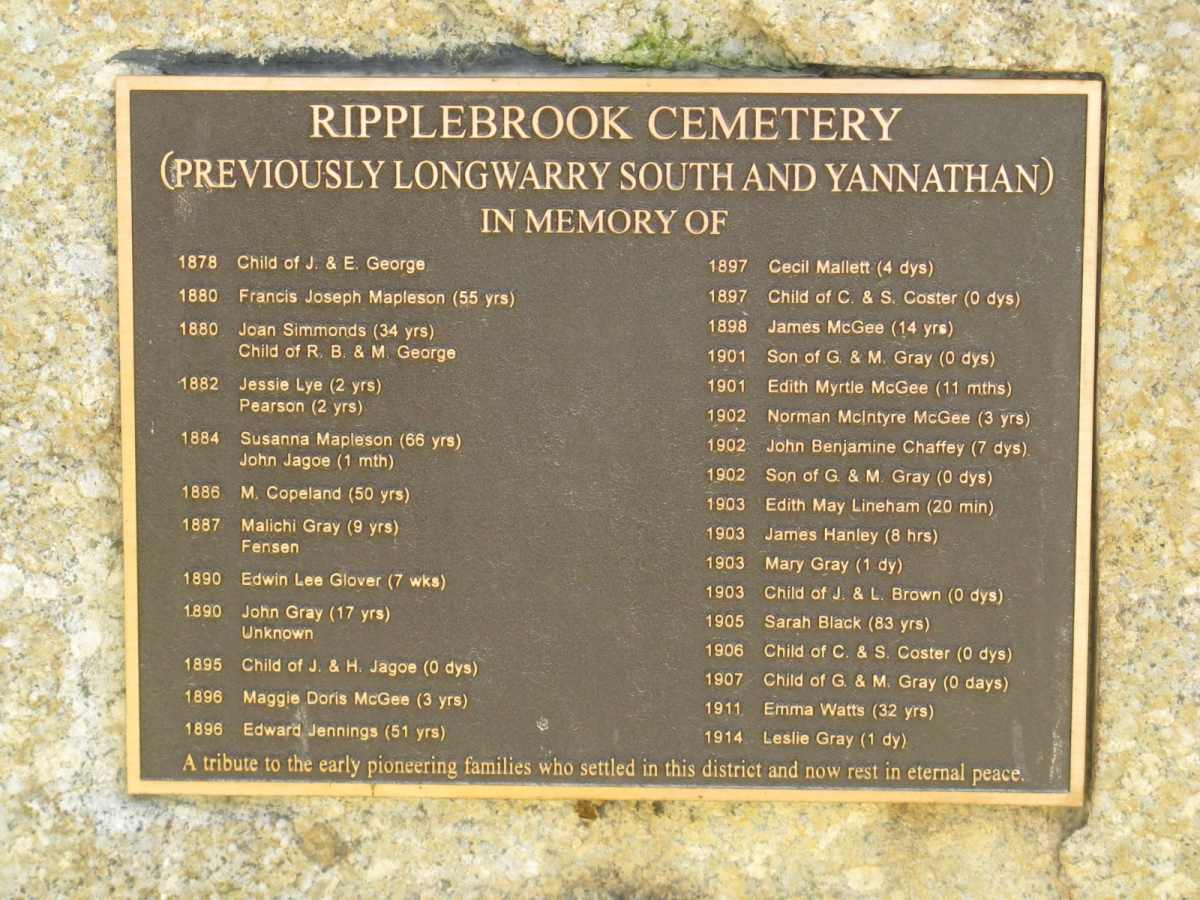 RIPPLEBROOK CEMETERY
(PREVIOUSLY LONGWARRY SOUTH AND YANNATHAN)
IN MEMORY OF
1878 Child of J. & E. George
1880 Francis Joseph Mapleson (55 yrs)
1880 Joan Simmonds (34 yrs)
Child of R. B. & M. George
1882 Jessie Lye (2 yrs)
Pearson (2 yrs)
1884 Susanna Mapleson (66 yrs)
John Jagoe (1 mth)
1886 M. Copeland (50 yrs)
1887 Malichi Gray (9 yrs)
Fensen
1890 Edwin Lee Glover (7 wks)
1890 John Gray (17 yrs)
Unknown
1895 Child of J. & H. Jagoe (0 dys)
1896 Maggie Doris McGee (3 yrs)
1896 Edward Jennings (51 yrs)
1897 Cecil Mallett (4 dys)
1897 Child of C. & S. Coster (0 dys)
1898 James McGee (14 yrs)
1901 Son of G. & M. Gray (0 dys)
1901 Edith Myrtle McGee (11 mths)
1902 Norman McIntyre McGee (3 yrs)
1902 John Benjamine Chaffey (7 dys)
1902 Son of G. & M. Gray (0 dys)
1903 Edith May Lineham (20 min)
1903 James Hanley (8 hrs)
1903 Mary Gray (1 dy)
1903 Child of J. & L. Brown (0 dys)
1905 Sarah Black (83 yrs)
1906 Child of C. & S. Coster (0 dys)
1907 Child of G. & M. Gray (0 days)
1911 Emma Watts (32 yrs)
1914 Leslie Gray (1 dy)
A tribute to the early pioneering families who settled in this district and now rest in eternal peace.